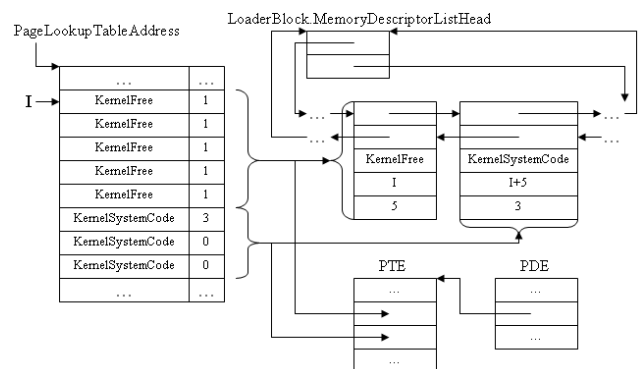 LoaderBlock.MemoryDescriptorListHead
PageLookupTableAddress
... ...
I
KernelFree 1
KernelFree 1
KernelFree 1
KernelFree 1
KernelFree 1
KernelSystemCode 3
KernelSystemCode 0
KernelSystemCode 0
... ...
... ...
... ...
KernelFree KernelSystemCode
I I+5
5 3
PTE PDE
... ...
... ...
...